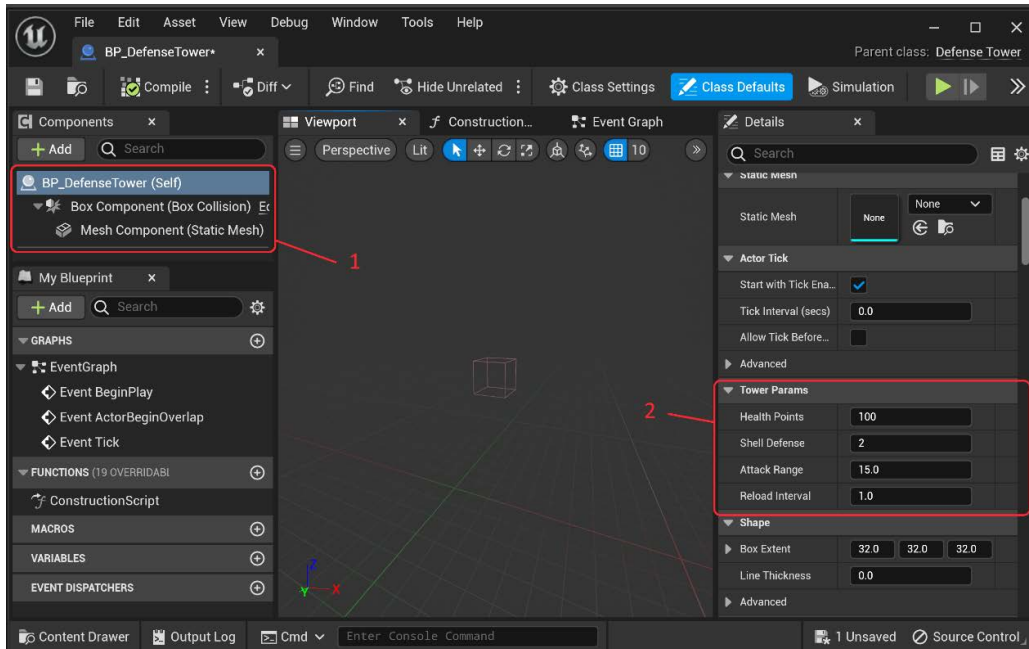 File Edit Asset View Debug Window Tools Help
BP_DefenseTower*
Parent class: Defense Tower
Compile Diff Find Hide Unrelated Class Settings Class Defaults Simulation
Components
Add Search
BP_DefenseTower (Self)
Box Component (Box Collision) Ec
Mesh Component (Static Mesh)
1
My Blueprint
Add Search
GRAPHS
EventGraph
Event BeginPlay
Event ActorBeginOverlap
Event Tick
FUNCTIONS (19 OVERRIDABL
ConstructionScript
MACROS
VARIABLES
EVENT DISPATCHERS
Viewport Construction... Event Graph
Perspective Lit 10
Z
Y X
2
Details
Search
Static Mesh
Static Mesh None None
Actor Tick
Start with Tick Ena...
Tick Interval (secs) 0.0
Allow Tick Before...
Advanced
Tower Params
Health Points 100
Shell Defense 2
Attack Range 15.0
Reload Interval 1.0
Shape
Box Extent 32.0 32.0 32.0
Line Thickness 0.0
Advanced
Content Drawer Output Log Cmd Enter Console Command 1 Unsaved Source Control